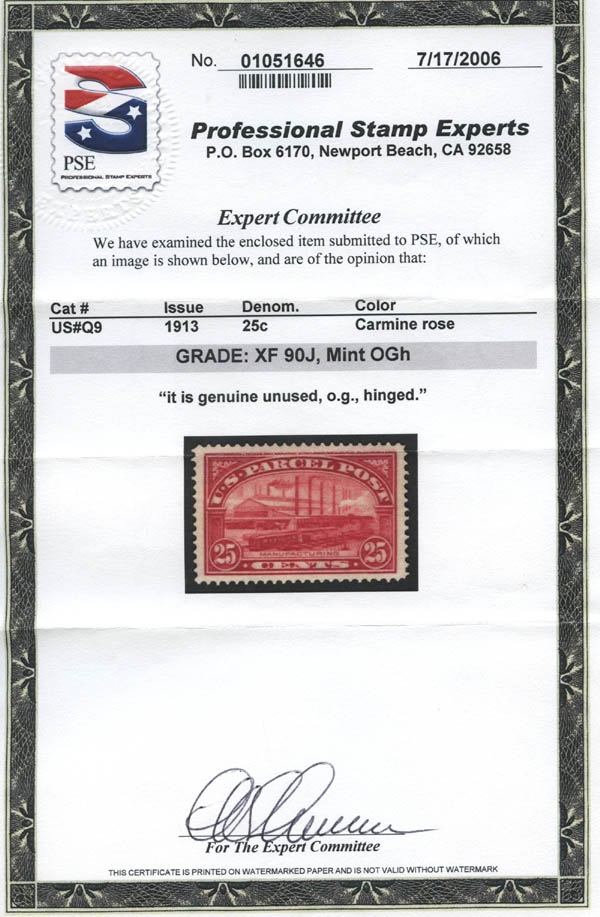 No. 01051646 7/17/2006
PSE
PROFESSIONAL STAMP EXPERTS
Professional Stamp Experts
P.O. Box 6170, Newport Beach, CA 92658
Expert Committee
We have examined the enclosed item submitted to PSE, of which
an image is shown below, and are of the opinion that:
Cat # Issue Denom. Color
US#Q9 1913 25c Carmine rose
GRADE: XF 90J, Mint OGh
“it is genuine unused, o.g., hinged.”
U.S. PARCEL POST
MANUFACTURING
25 CENTS 25
For The Expert Committee
THIS CERTIFICATE IS PRINTED ON WATERMARKED PAPER AND IS NOT VALID WITHOUT WATERMARK